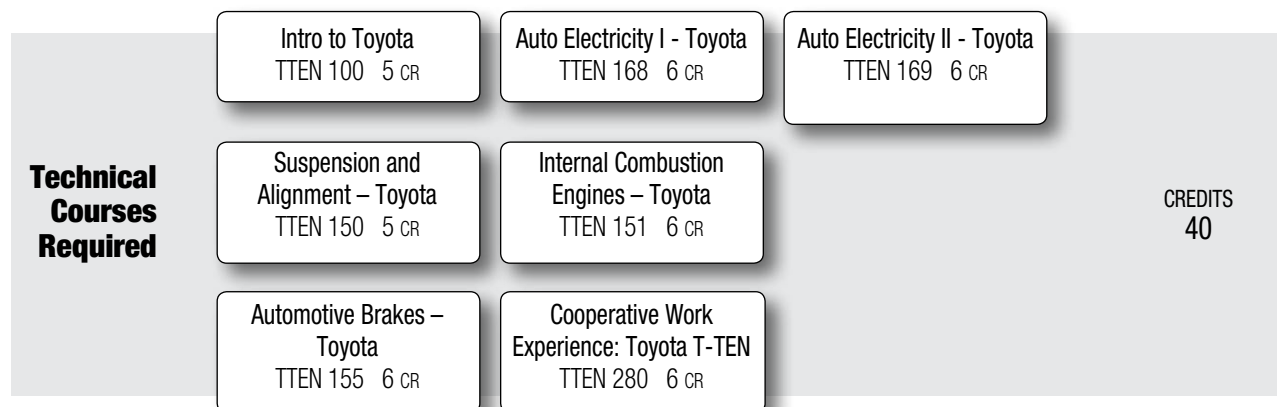 Intro to Toyota
TTEN 100 5 CR
Auto Electricity I - Toyota
TTEN 168 6 CR
Auto Electricity II - Toyota
TTEN 169 6 CR
Technical
Courses
Required
Suspension and
Alignment – Toyota
TTEN 150 5 CR
Internal Combustion
Engines – Toyota
TTEN 151 6 CR
CREDITS
40
Automotive Brakes –
Toyota
TTEN 155 6 CR
Cooperative Work
Experience: Toyota T-TEN
TTEN 280 6 CR